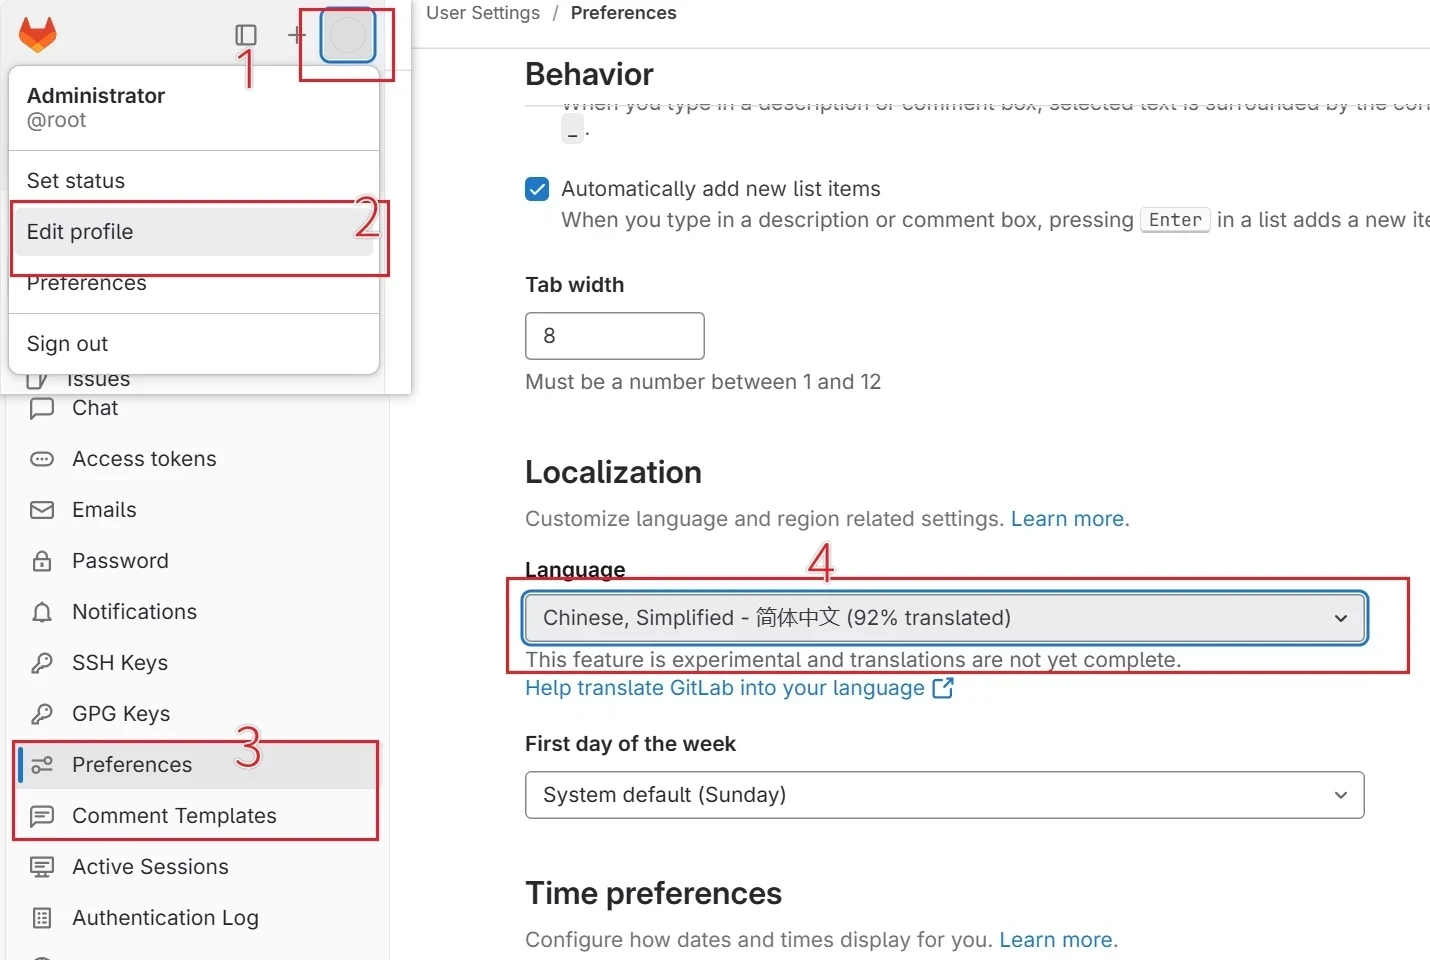 1
Administrator
@root
Set status
2
Edit profile
Preferences
Sign out
Issues
Chat
Access tokens
Emails
Password
Notifications
SSH Keys
GPG Keys
3
Preferences
Comment Templates
Active Sessions
Authentication Log
User Settings / Preferences
Behavior
When you type in a description or comment box, selected text is surrounded by the
_ .
Automatically add new list items
When you type in a description or comment box, pressing Enter in a list adds a new
Tab width
8
Must be a number between 1 and 12
Localization
Customize language and region related settings. Learn more.
4
Language
Chinese, Simplified - 简体中文 (92% translated)
This feature is experimental and translations are not yet complete.
Help translate GitLab into your language
First day of the week
System default (Sunday)
Time preferences
Configure how dates and times display for you. Learn more.